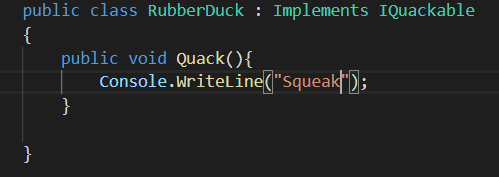 public class RubberDuck : Implements IQuackable
{
public void Quack(){
Console.WriteLine("Squeak");
}
}